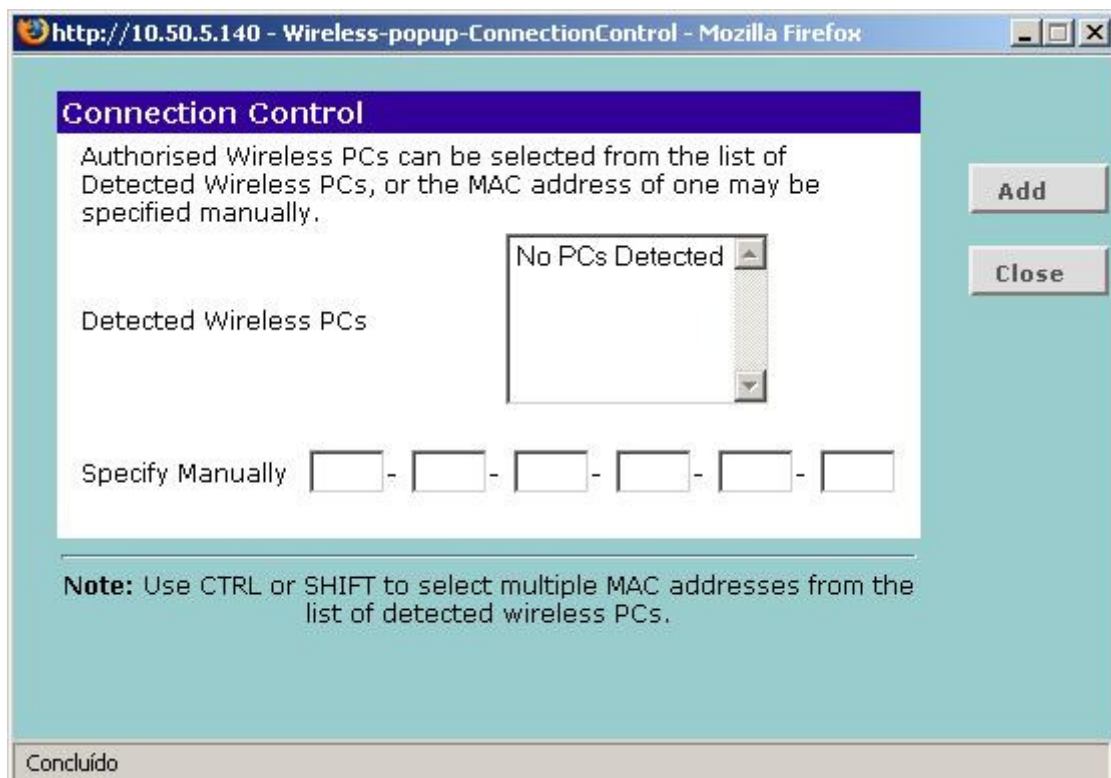 http://10.50.5.140 - Wireless-popup-ConnectionControl - Mozilla Firefox
Connection Control
Authorised Wireless PCs can be selected from the list of
Detected Wireless PCs, or the MAC address of one may be
specified manually.
Add
No PCs Detected
Close
Detected Wireless PCs
Specify Manually - - - - -
Note: Use CTRL or SHIFT to select multiple MAC addresses from the
list of detected wireless PCs.
Concluído